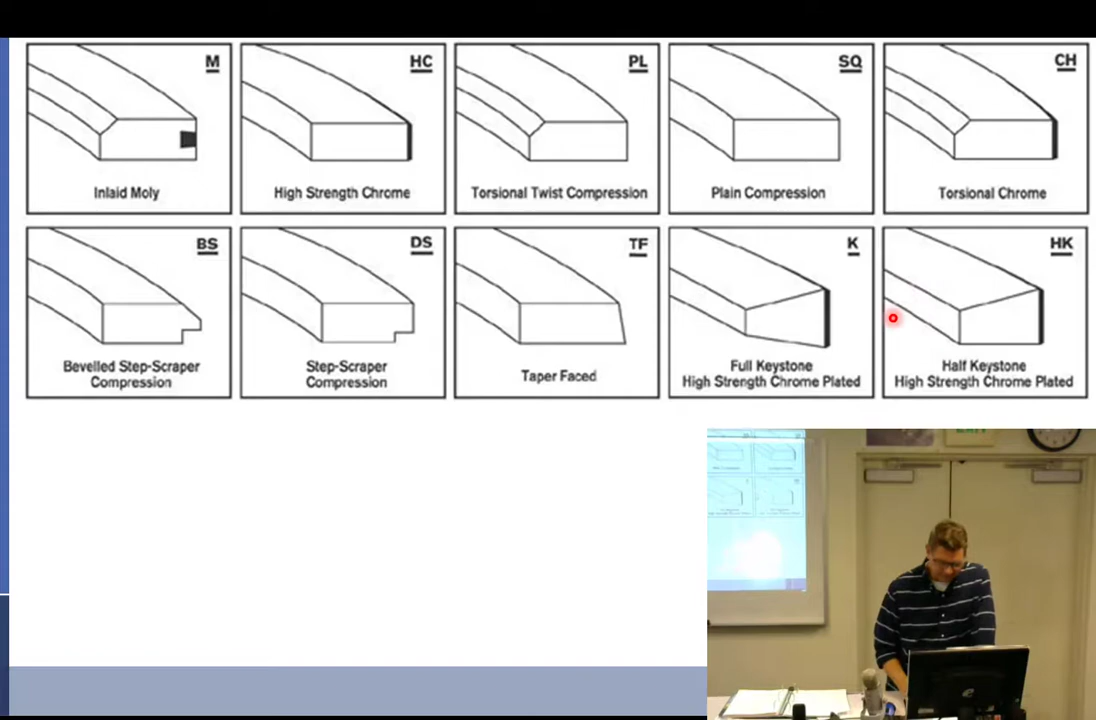 M
Inlaid Moly
HC
High Strength Chrome
PL
Torsional Twist Compression
SQ
Plain Compression
CH
Torsional Chrome
BS
Bevelled Step-Scraper
Compression
DS
Step-Scraper
Compression
TF
Taper Faced
K
Full Keystone
High Strength Chrome Plated
HK
Half Keystone
High Strength Chrome Plated